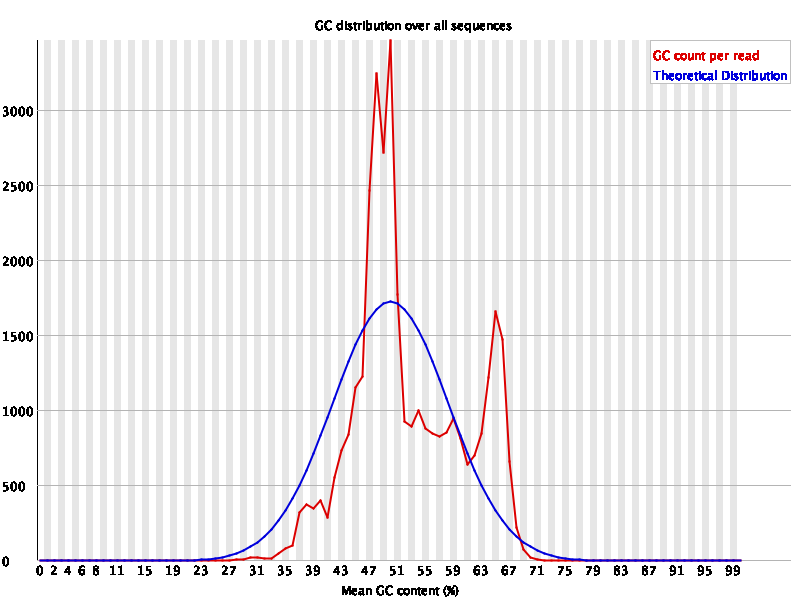 GC distribution over all sequences
GC count per read
Theoretical Distribution
3000
2500
2000
1500
1000
500
0
0 2 4 6 8 11 15 19 23 27 31 35 39 43 47 51 55 59 63 67 71 75 79 83 87 91 95 99
Mean GC content (%)